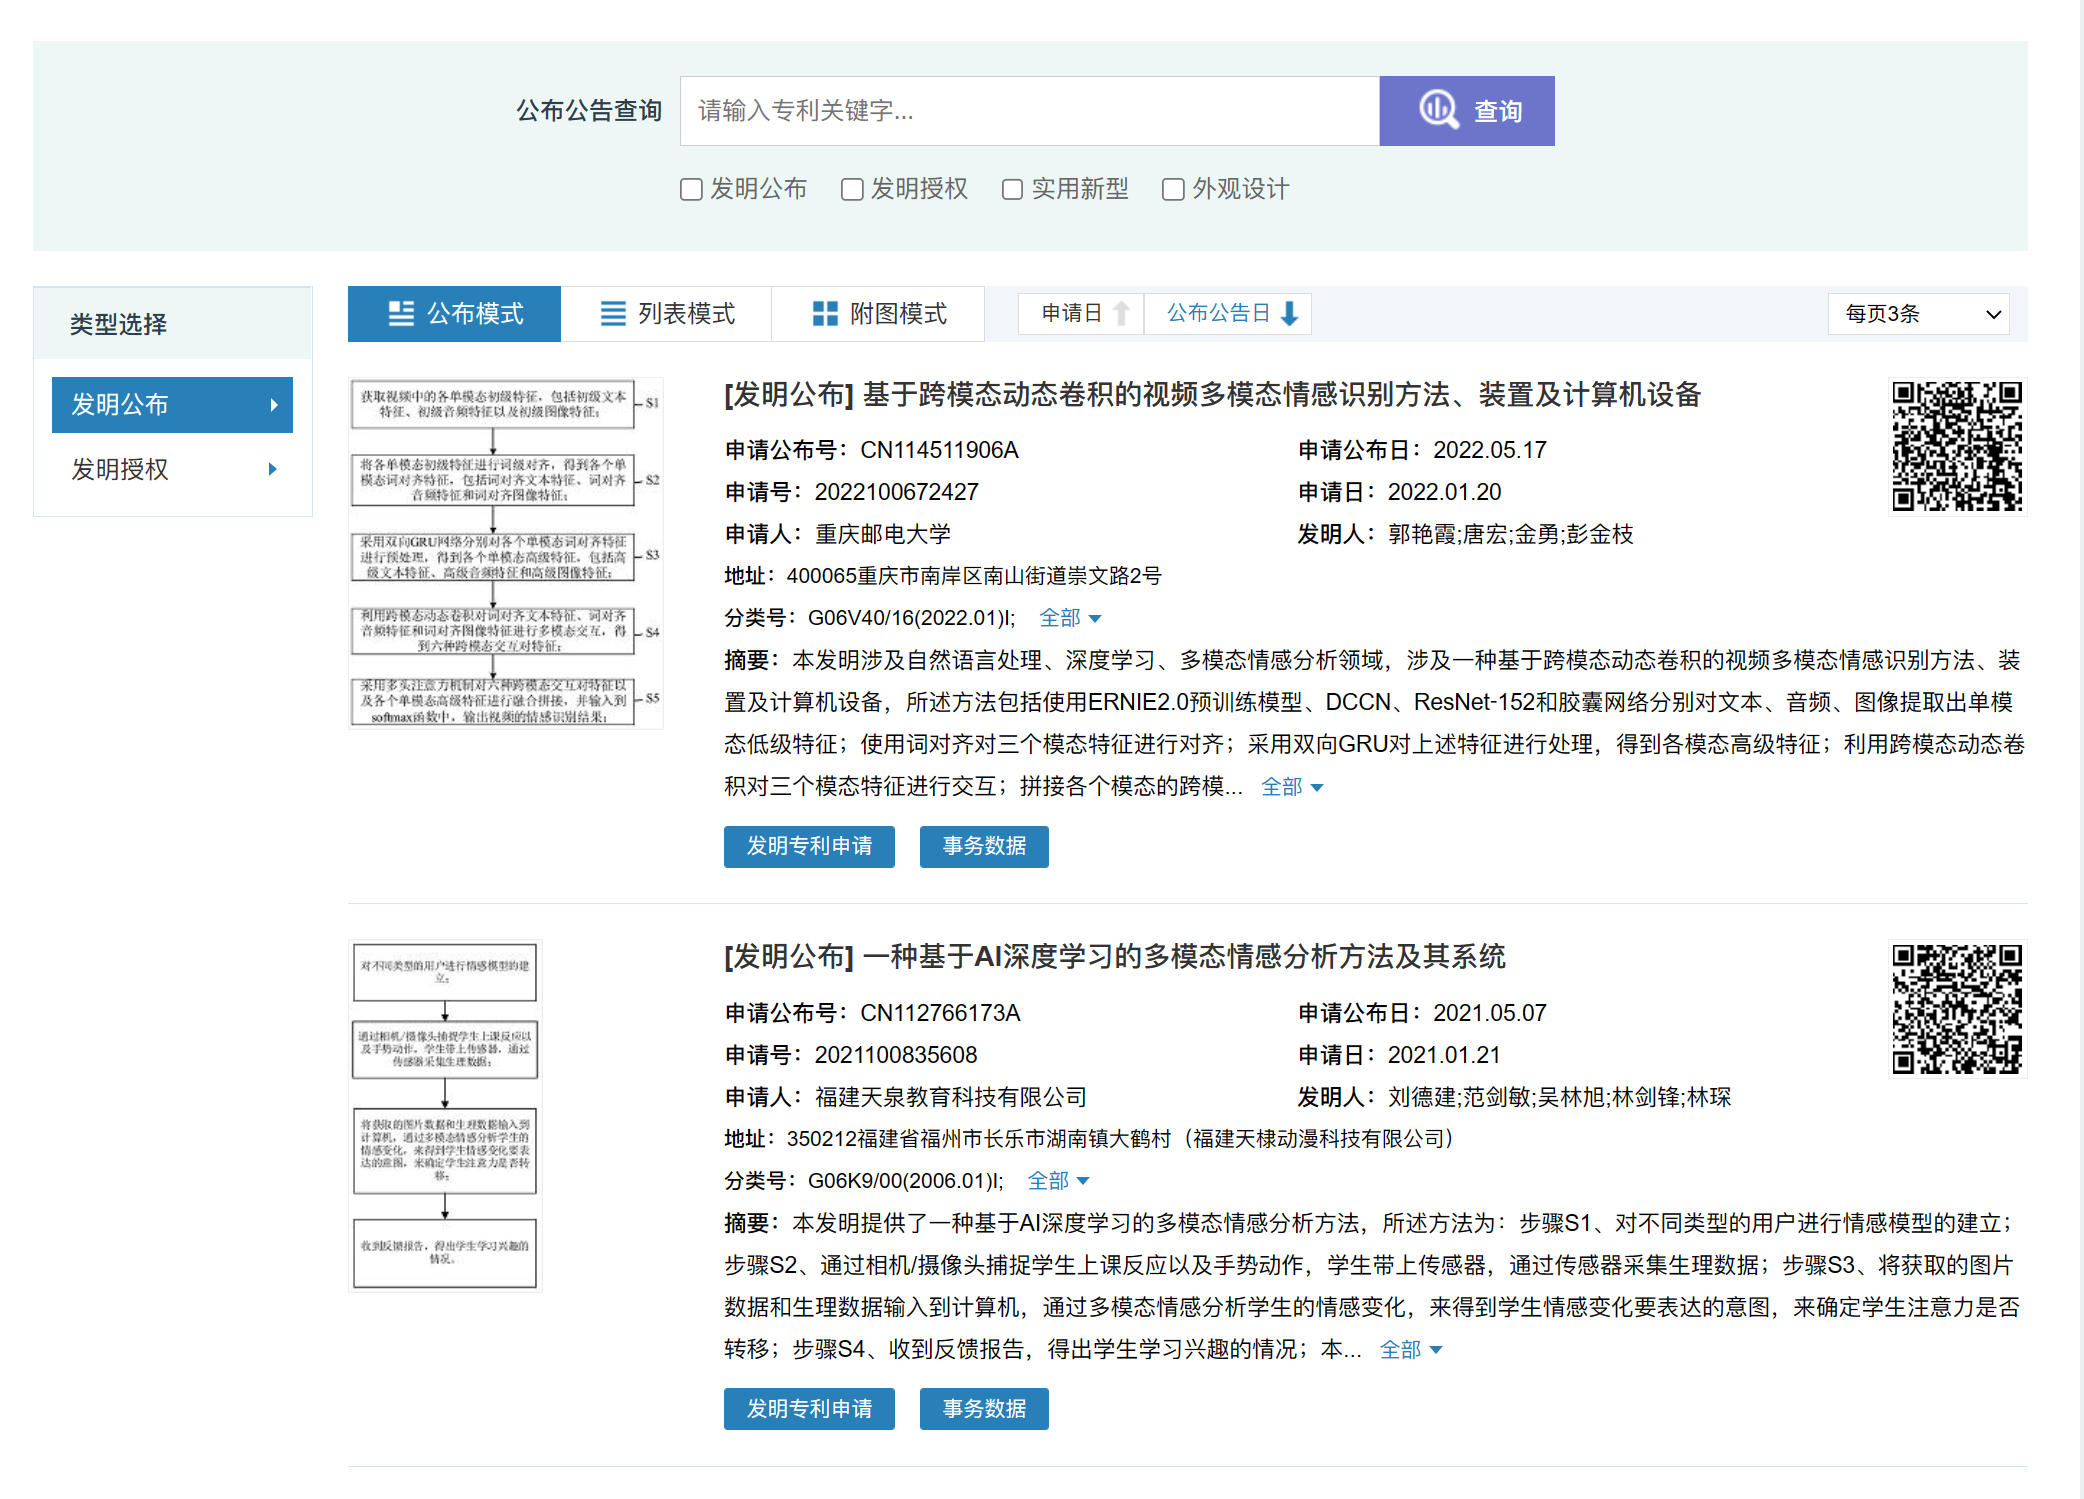 公布公告查询
请输入专利关键字...
查询
发明公布 发明授权 实用新型 外观设计
类型选择
发明公布
发明授权
公布模式 列表模式 附图模式 申请日 公布公告日 每页3条
获取视频中的各单模态初级特征，包括初级文本
特征、初级音频特征以及初级图像特征；
S1
将各单模态初级特征进行词级对齐，得到各个单
模态词对齐特征，包括词对齐文本特征、词对齐
音频特征和词对齐图像特征；
S2
采用双向GRU网络分别对各个单模态词对齐特征
进行预处理，得到各个单模态高级特征，包括高
级文本特征、高级音频特征和高级图像特征；
S3
利用跨模态动态卷积对词对齐文本特征、词对齐
音频特征和词对齐图像特征进行多模态交互，得
到六种跨模态交互对特征；
S4
采用多头注意力机制对六种跨模态交互对特征以
及各个单模态高级特征进行融合拼接，并输入到
softmax函数中，输出视频的情感识别结果；
S5
[发明公布] 基于跨模态动态卷积的视频多模态情感识别方法、装置及计算机设备
申请公布号：CN114511906A 申请公布日：2022.05.17
申请号：2022100672427 申请日：2022.01.20
申请人：重庆邮电大学 发明人：郭艳霞;唐宏;金勇;彭金枝
地址：400065重庆市南岸区南山街道崇文路2号
分类号：G06V40/16(2022.01)I; 全部
摘要：本发明涉及自然语言处理、深度学习、多模态情感分析领域，涉及一种基于跨模态动态卷积的视频多模态情感识别方法、装
置及计算机设备，所述方法包括使用ERNIE2.0预训练模型、DCCN、ResNet-152和胶囊网络分别对文本、音频、图像提取出单模
态低级特征；使用词对齐对三个模态特征进行对齐；采用双向GRU对上述特征进行处理，得到各模态高级特征；利用跨模态动态卷
积对三个模态特征进行交互；拼接各个模态的跨模... 全部
发明专利申请 事务数据
对不同类型的用户进行情感模型的建
立；
通过相机/摄像头捕捉学生上课反应以
及手势动作，学生带上传感器，通过
传感器采集生理数据；
将获取的图片数据和生理数据输入到
计算机，通过多模态情感分析学生的
情感变化，来得到学生情感变化要表
达的意图，来确定学生注意力是否转
移；
收到反馈报告，得出学生学习兴趣的
情况。
[发明公布] 一种基于AI深度学习的多模态情感分析方法及其系统
申请公布号：CN112766173A 申请公布日：2021.05.07
申请号：2021100835608 申请日：2021.01.21
申请人：福建天泉教育科技有限公司 发明人：刘德建;范剑敏;吴林旭;林剑锋;林琛
地址：350212福建省福州市长乐市湖南镇大鹤村（福建天棣动漫科技有限公司）
分类号：G06K9/00(2006.01)I; 全部
摘要：本发明提供了一种基于AI深度学习的多模态情感分析方法，所述方法为：步骤S1、对不同类型的用户进行情感模型的建立；
步骤S2、通过相机/摄像头捕捉学生上课反应以及手势动作，学生带上传感器，通过传感器采集生理数据；步骤S3、将获取的图片
数据和生理数据输入到计算机，通过多模态情感分析学生的情感变化，来得到学生情感变化要表达的意图，来确定学生注意力是否
转移；步骤S4、收到反馈报告，得出学生学习兴趣的情况；本... 全部
发明专利申请 事务数据